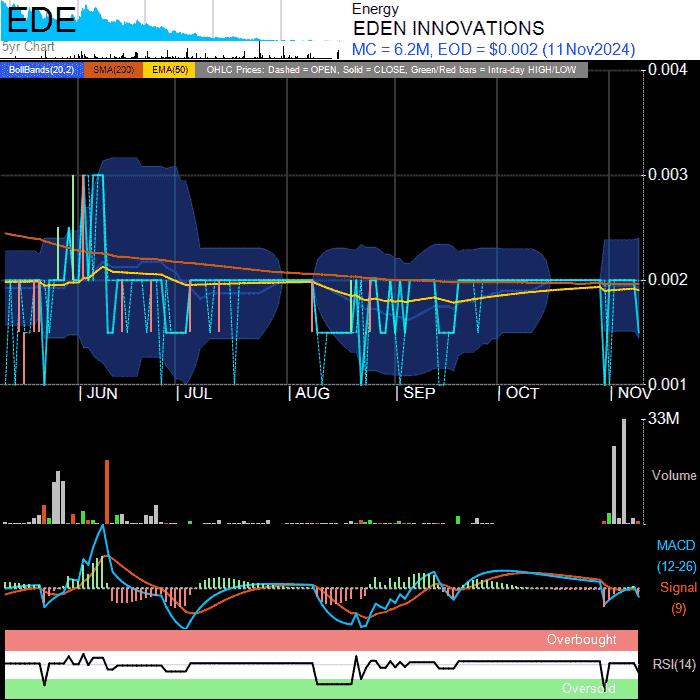 EDE
5yr Chart
Energy
EDEN INNOVATIONS
MC = 6.2M, EOD = $0.002 (11Nov2024)
BollBands(20,2) SMA(200) EMA(50) OHLC Prices: Dashed = OPEN, Solid = CLOSE, Green/Red bars = Intra-day HIGH/LOW
0.004
0.003
0.002
0.001
JUN JUL AUG SEP OCT NOV
33M
Volume
MACD
(12-26)
Signal
(9)
Overbought
RSI(14)
Oversold